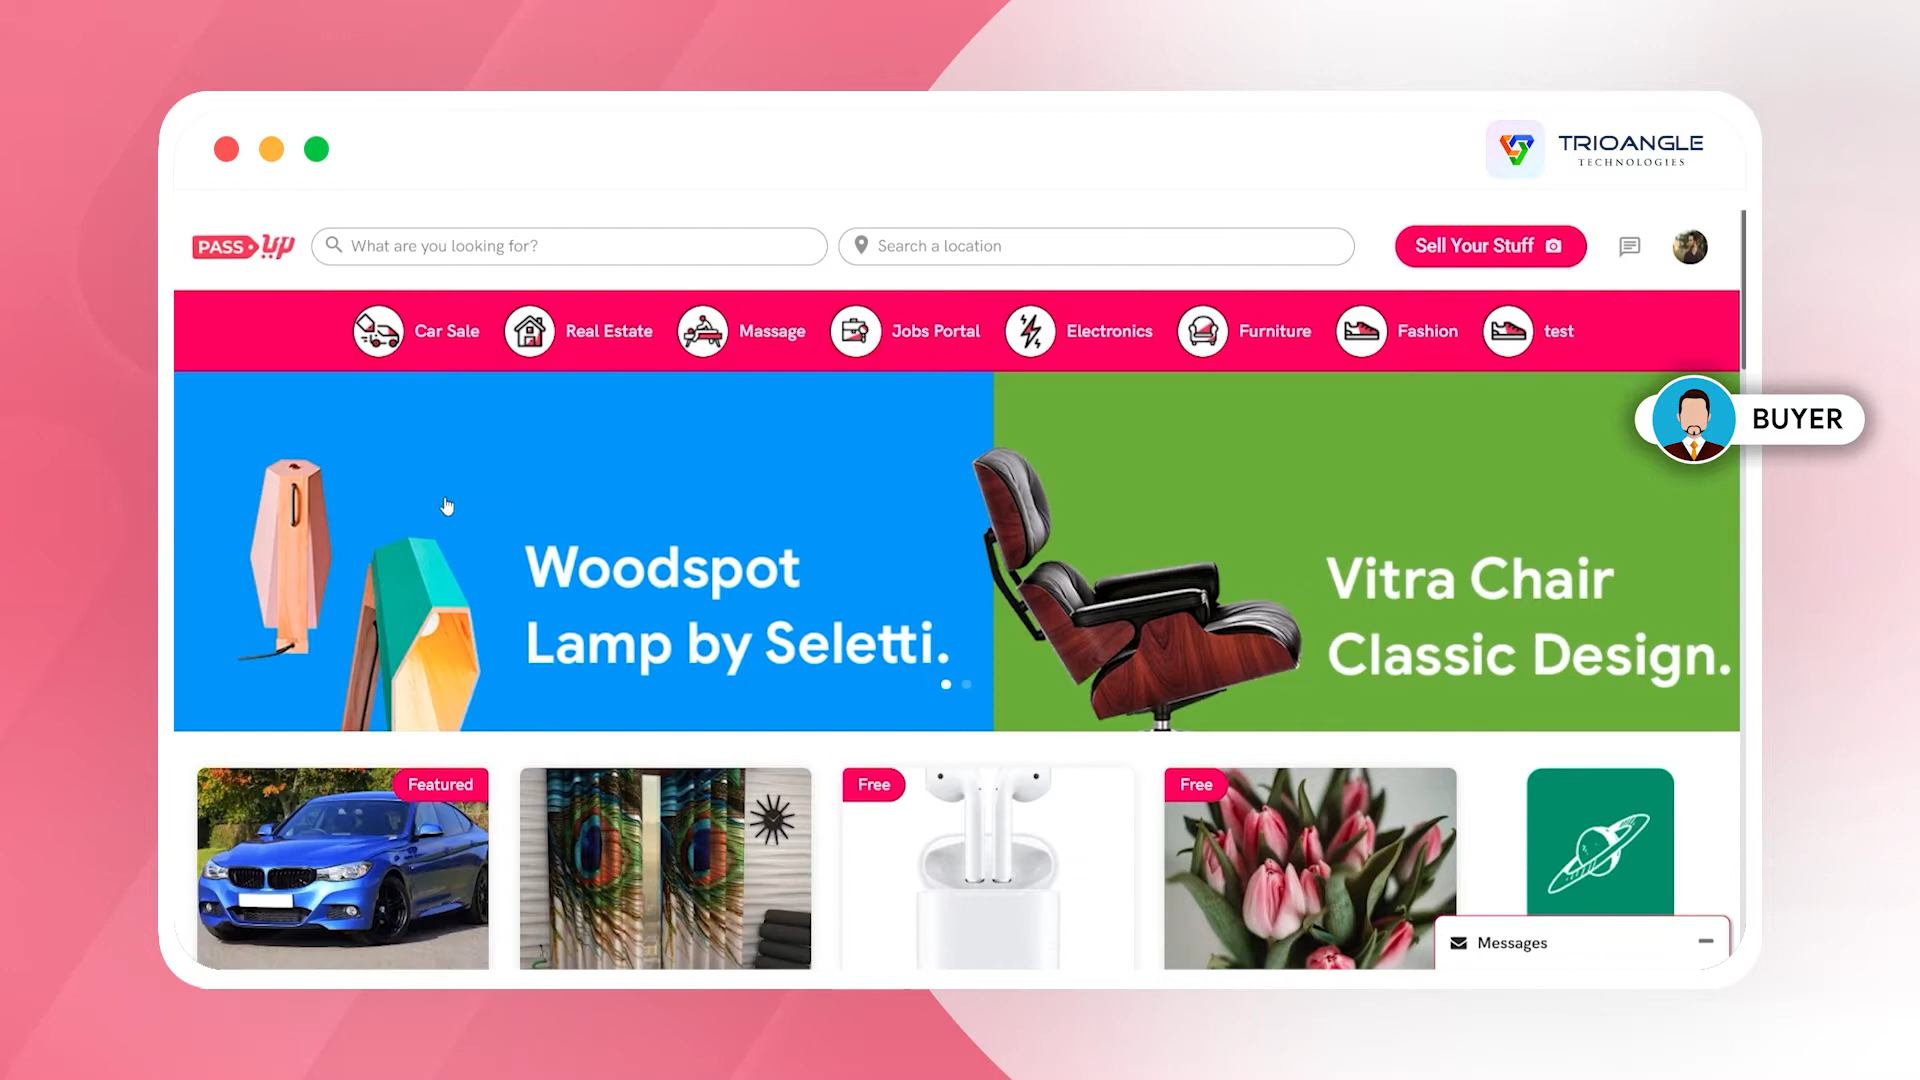 TRIOANGLE
TECHNOLOGIES
PASS UP
What are you looking for?
Search a location
Sell Your Stuff
Car Sale
Real Estate
Massage
Jobs Portal
Electronics
Furniture
Fashion
test
BUYER
Woodspot
Lamp by Seletti.
Vitra Chair
Classic Design.
Featured
Free
Free
Messages